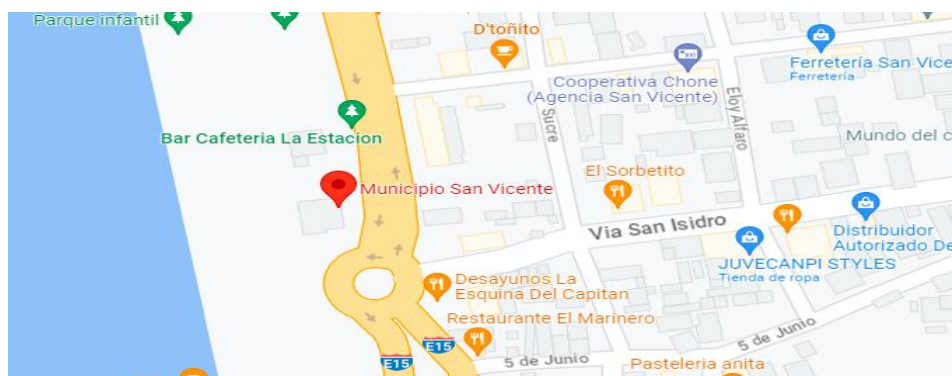 Parque infantil
D'toñito
Ferretería San Vice
Ferretería
Cooperativa Chone
(Agencia San Vicente)
Sucre
Eloy Alfaro
Mundo del c
Bar Cafeteria La Estacion
El Sorbetito
Municipio San Vicente
Via San Isidro
Distribuidor
Autorizado De
JUVECANPI STYLES
Tienda de ropa
Desayunos La
Esquina Del Capitan
Restaurante El Marinero
E15
E15
5 de Junio
5 de Junio
Pasteleria anita